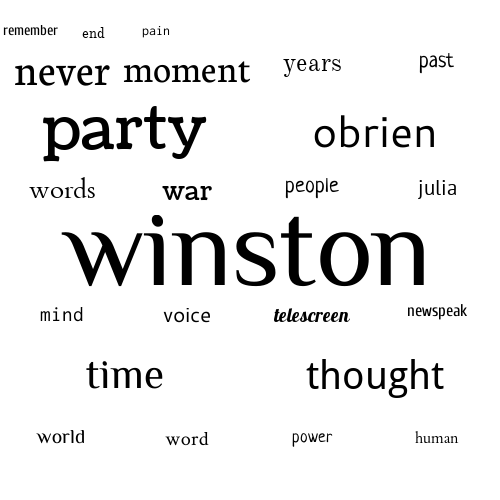 remember end pain
never moment years past
party obrien
words war people julia
winston
mind voice telescreen newspeak
time thought
world word power human